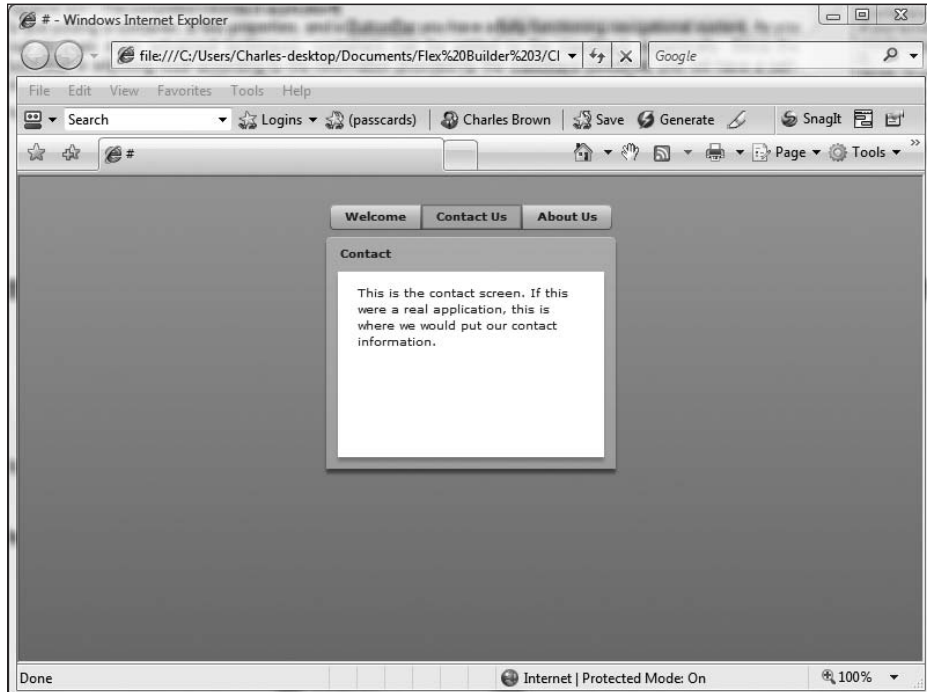 # - Windows Internet Explorer
file:///C:/Users/Charles-desktop/Documents/Flex%20Builder%203/Cl
Google
File Edit View Favorites Tools Help
Search Logins (passcards) Charles Brown Save Generate SnagIt
# Page Tools »
Welcome Contact Us About Us
Contact
This is the contact screen. If this
were a real application, this is
where we would put our contact
information.
Done Internet | Protected Mode: On 100%